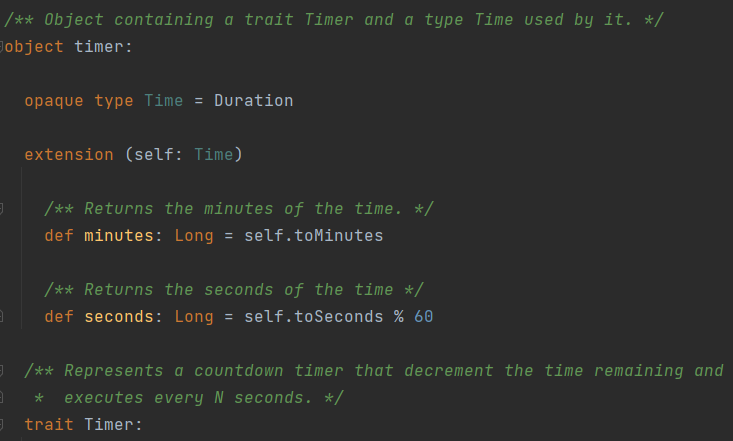 /** Object containing a trait Timer and a type Time used by it. */
object timer:
opaque type Time = Duration
extension (self: Time)
/** Returns the minutes of the time. */
def minutes: Long = self.toMinutes
/** Returns the seconds of the time */
def seconds: Long = self.toSeconds % 60
/** Represents a countdown timer that decrement the time remaining and
* executes every N seconds. */
trait Timer: